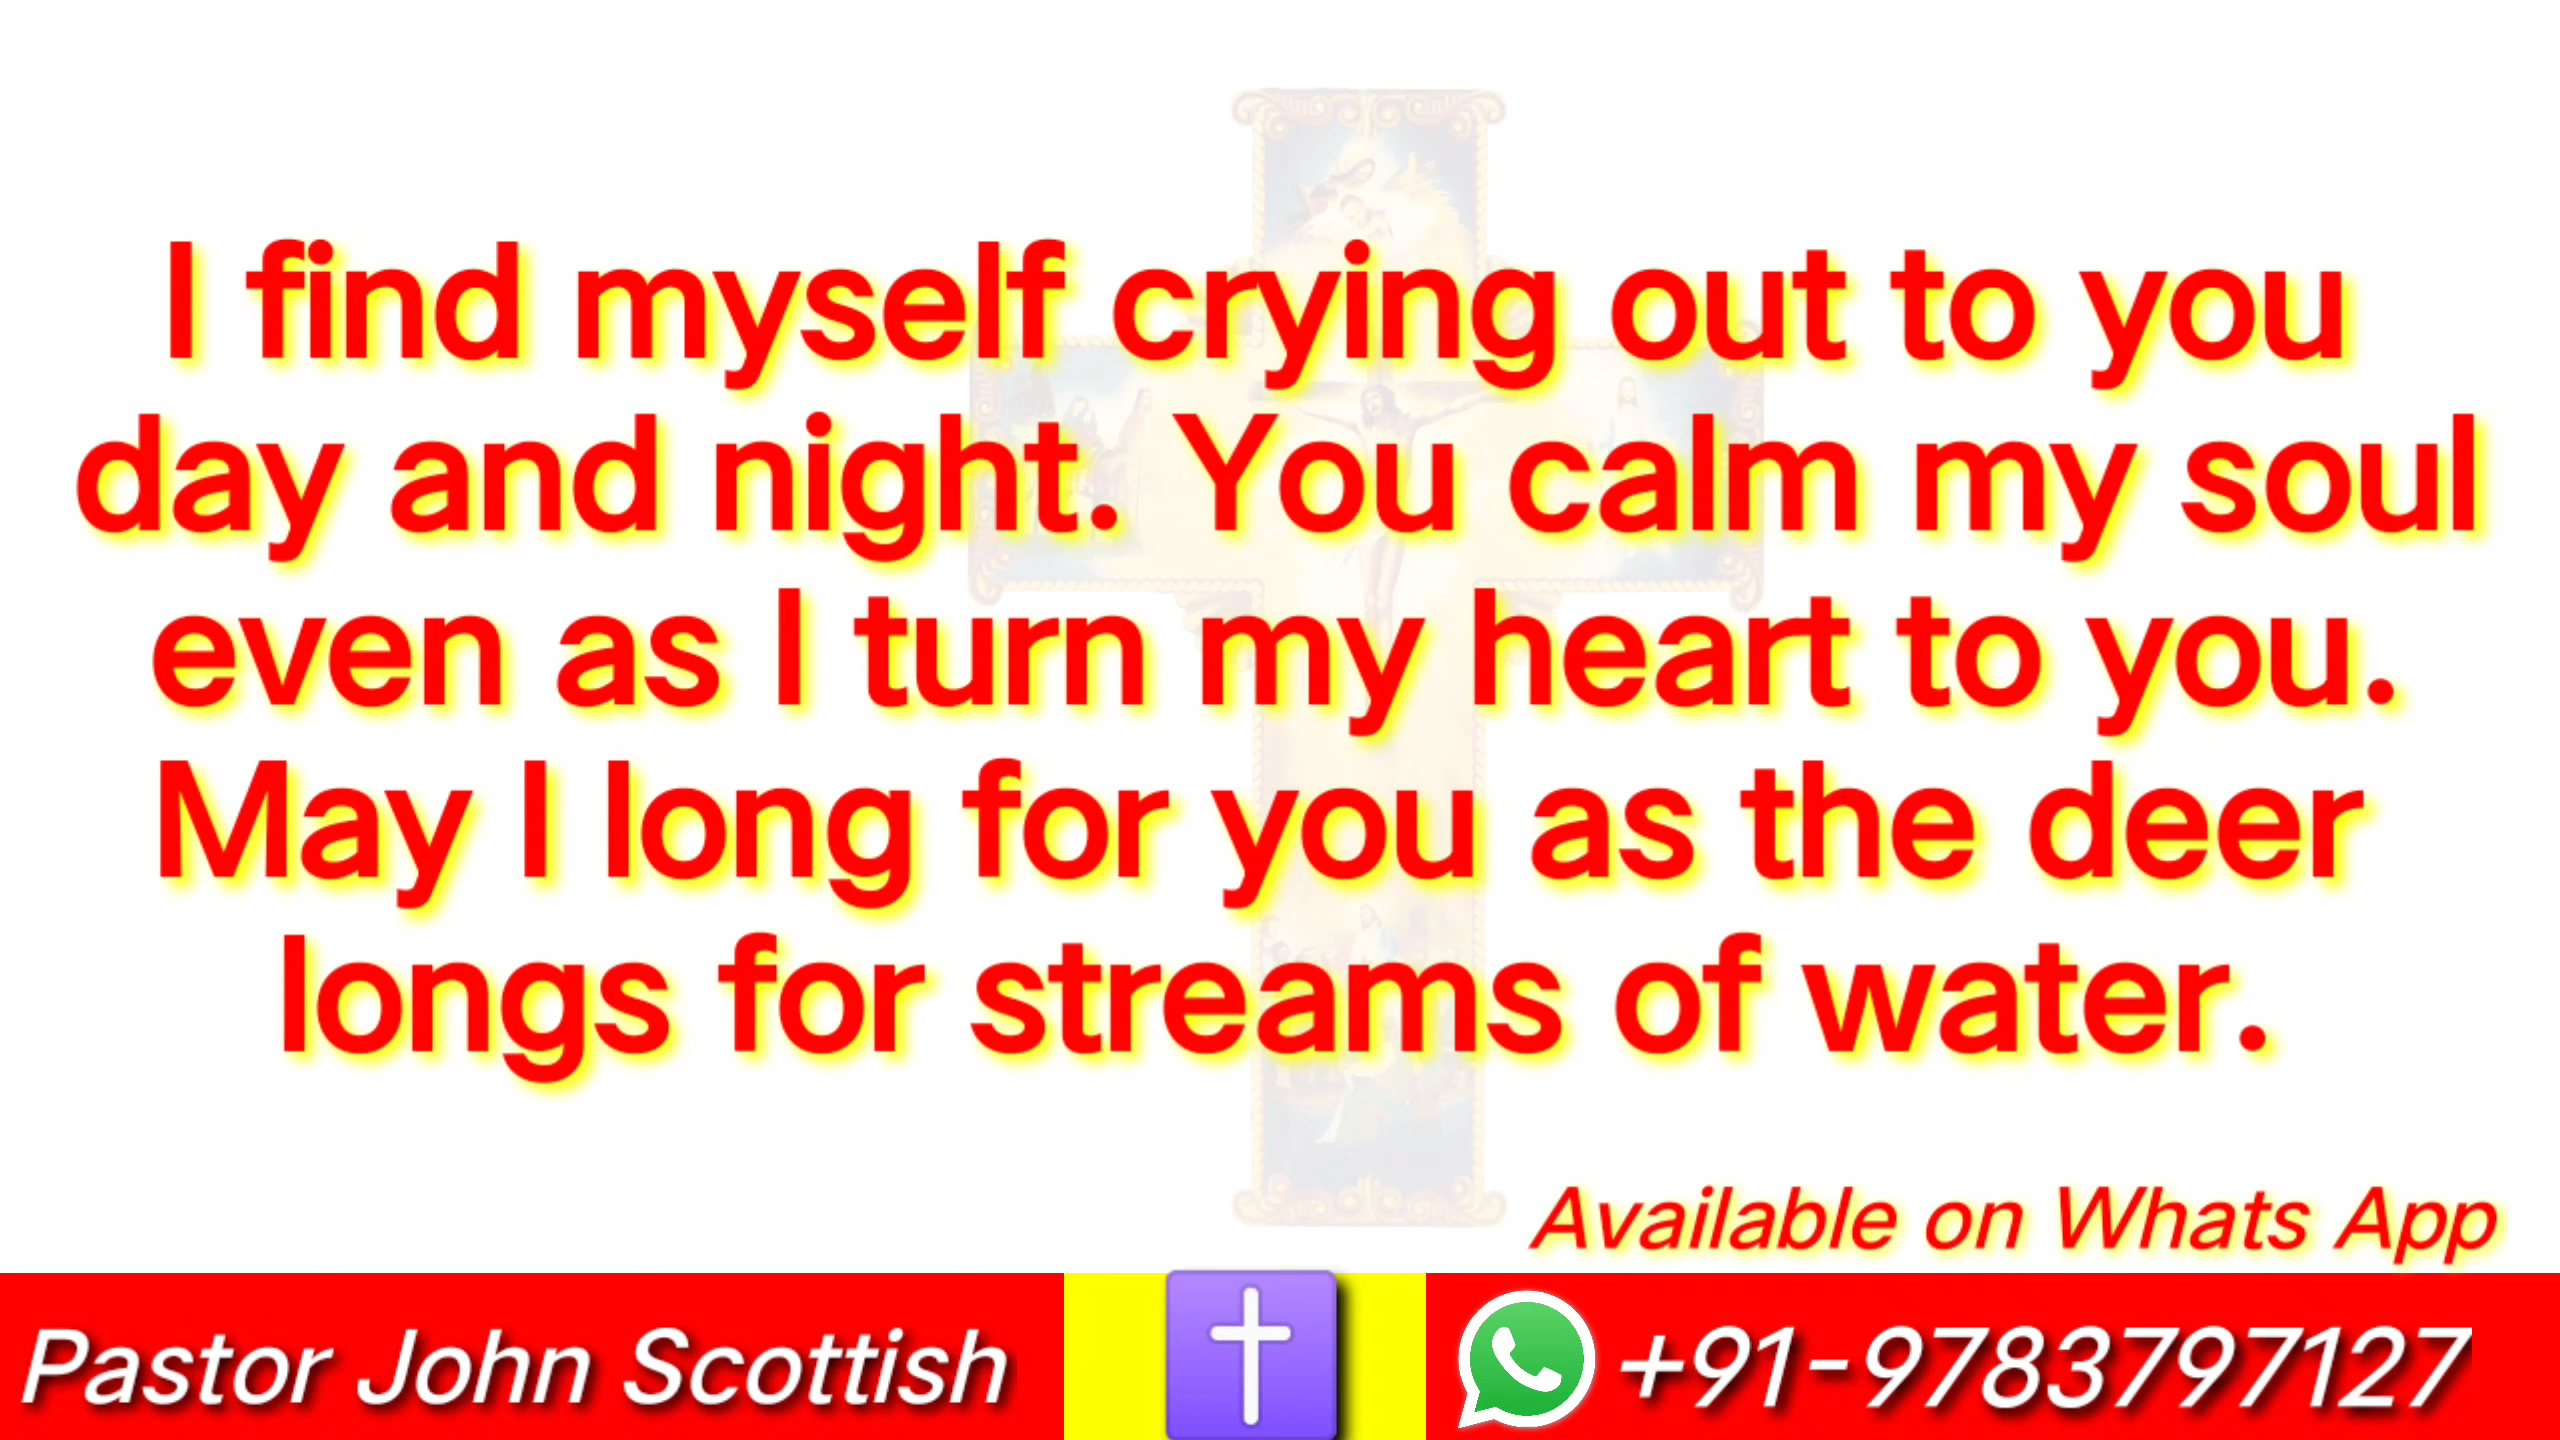 I find myself crying out to you
day and night. You calm my soul
even as I turn my heart to you.
May I long for you as the deer
longs for streams of water.
Available on Whats App
Pastor John Scottish
+91-9783797127